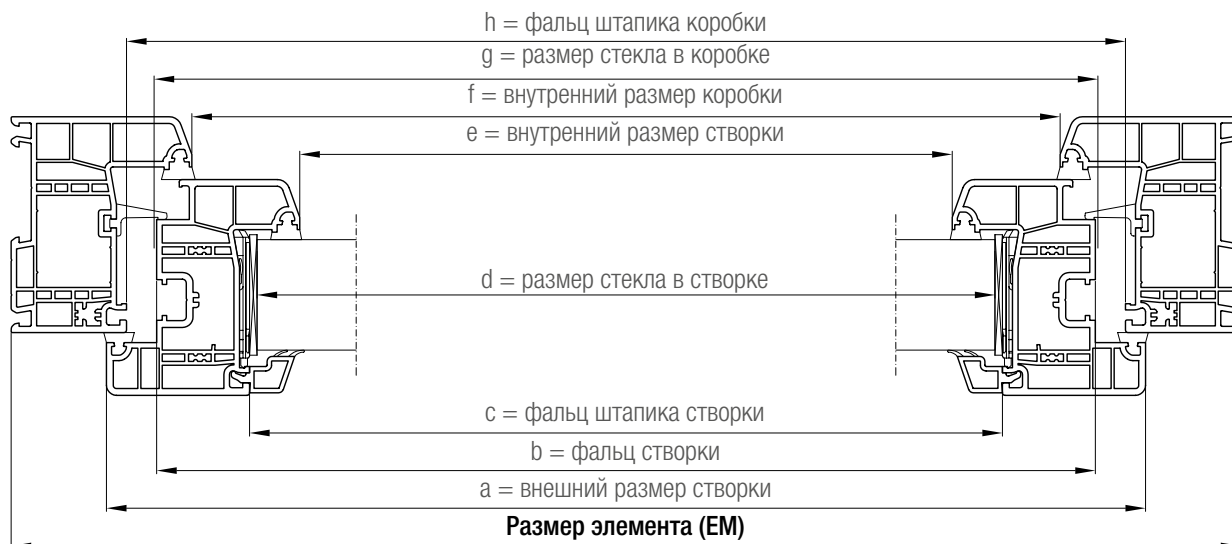 h = фальц штапика коробки
g = размер стекла в коробке
f = внутренний размер коробки
e = внутренний размер створки
d = размер стекла в створке
c = фальц штапика створки
b = фальц створки
a = внешний размер створки
Размер элемента (EM)